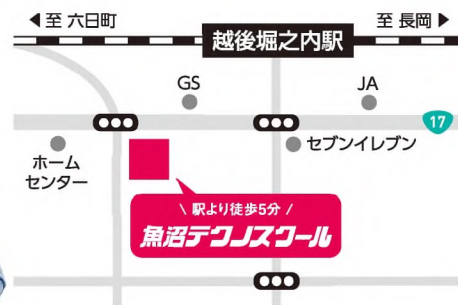 ◀至 六日町
至 長岡▶
越後堀之内駅
GS
JA
17
セブンイレブン
ホーム
センター
\ 駅より徒歩5分 /
魚沼テクノスクール